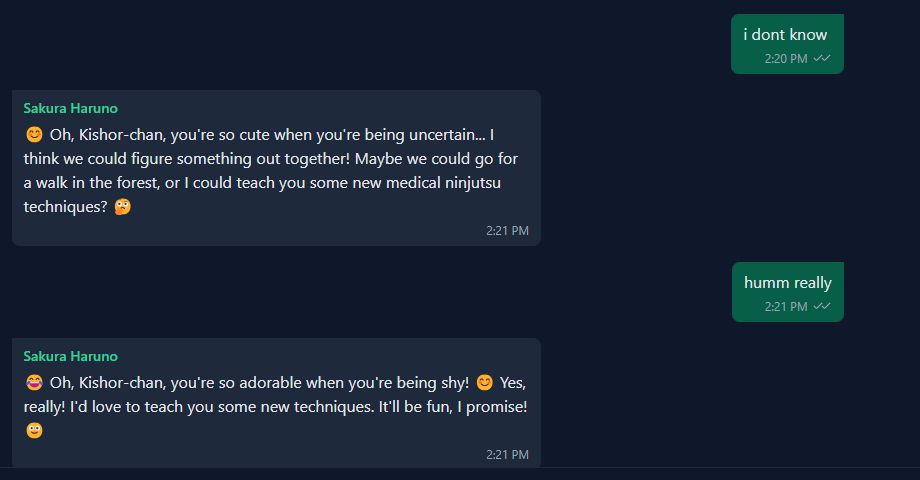 i dont know
2:20 PM
Sakura Haruno
😊 Oh, Kishor-chan, you're so cute when you're being uncertain... I
think we could figure something out together! Maybe we could go for
a walk in the forest, or I could teach you some new medical ninjutsu
techniques? 🤔
2:21 PM
humm really
2:21 PM
Sakura Haruno
😂 Oh, Kishor-chan, you're so adorable when you're being shy! 😊 Yes,
really! I'd love to teach you some new techniques. It'll be fun, I promise!
🙂
2:21 PM